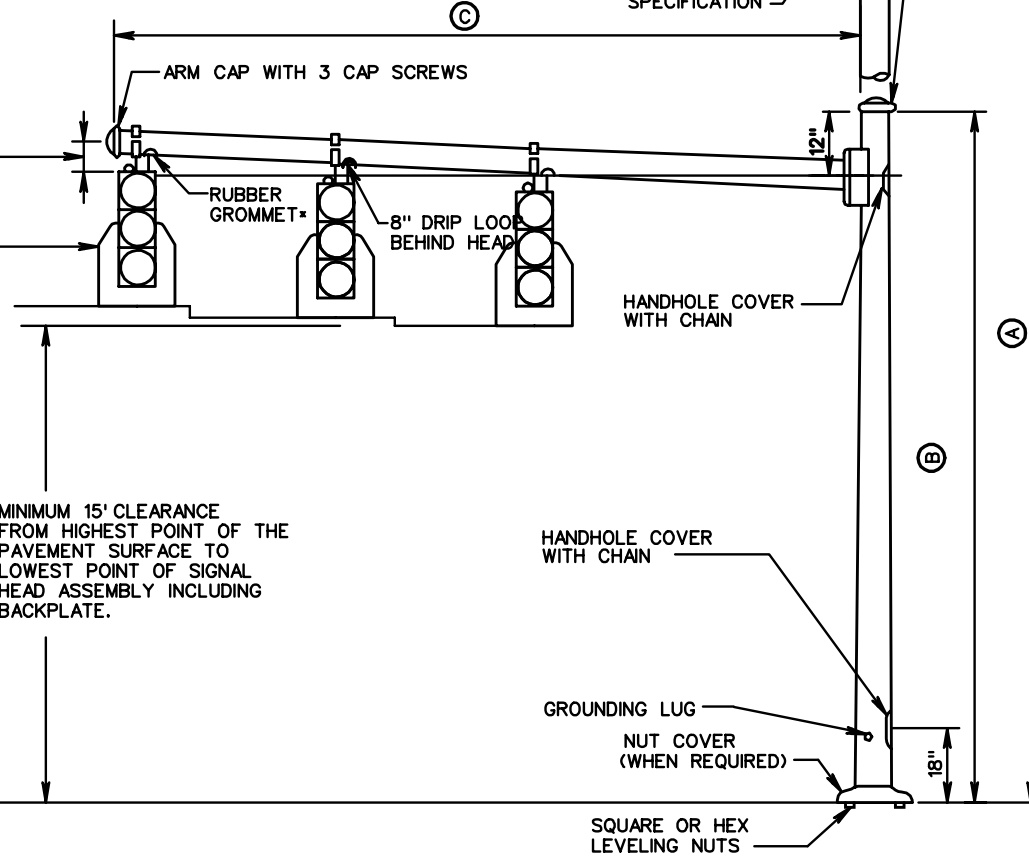 SPECIFICATION
C
ARM CAP WITH 3 CAP SCREWS
12"
RUBBER
GROMMET*
8" DRIP LOOP
BEHIND HEAD
HANDHOLE COVER
WITH CHAIN
A
B
MINIMUM 15' CLEARANCE
FROM HIGHEST POINT OF THE
PAVEMENT SURFACE TO
LOWEST POINT OF SIGNAL
HEAD ASSEMBLY INCLUDING
BACKPLATE.
HANDHOLE COVER
WITH CHAIN
GROUNDING LUG
NUT COVER
(WHEN REQUIRED)
18"
SQUARE OR HEX
LEVELING NUTS